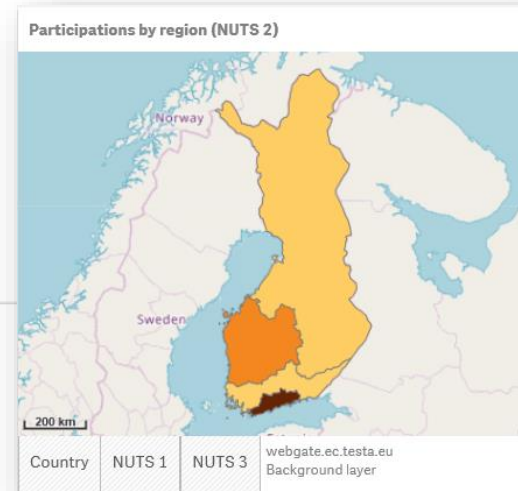 Participations by region (NUTS 2)
Norway
Sweden
200 km
Country
NUTS 1
NUTS 3
webgate.ec.testa.eu
Background layer